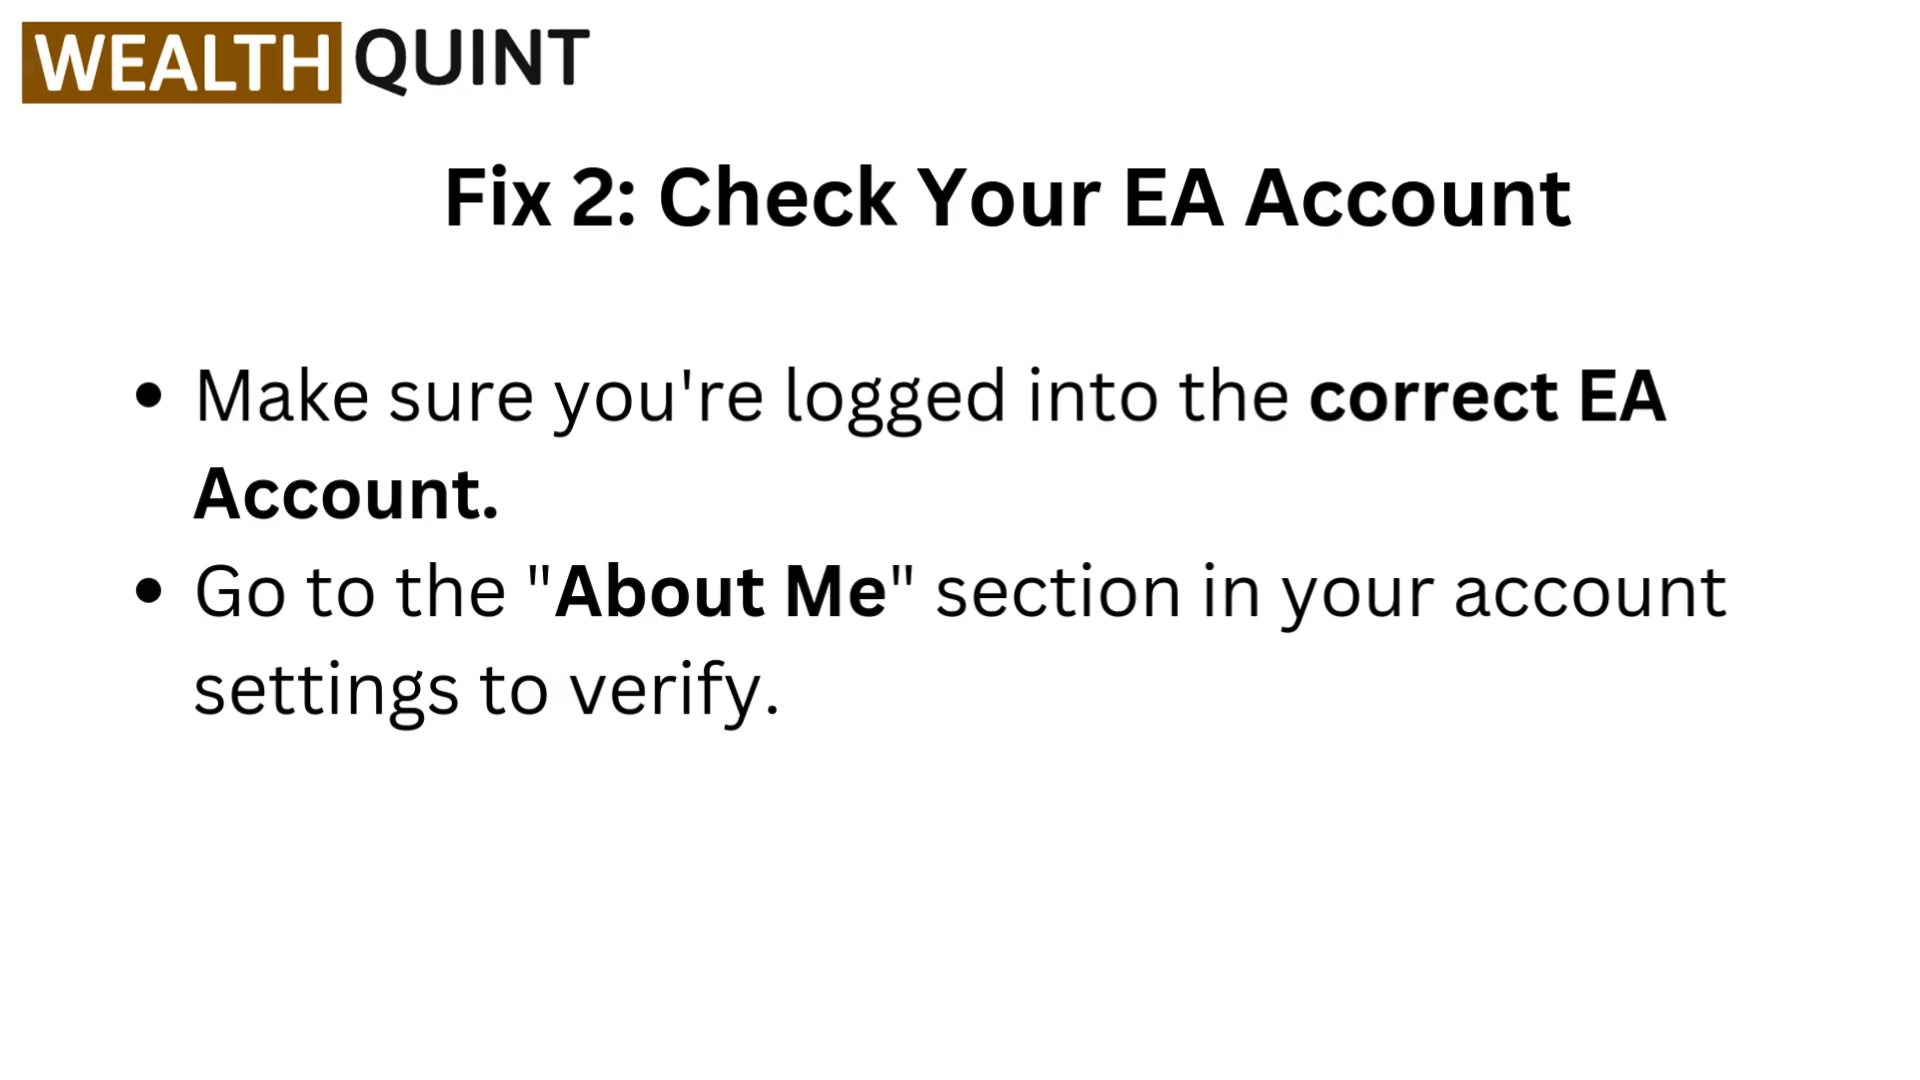 WEALTH QUINT
Fix 2: Check Your EA Account
Make sure you're logged into the correct EA
Account.
Go to the "About Me" section in your account
settings to verify.